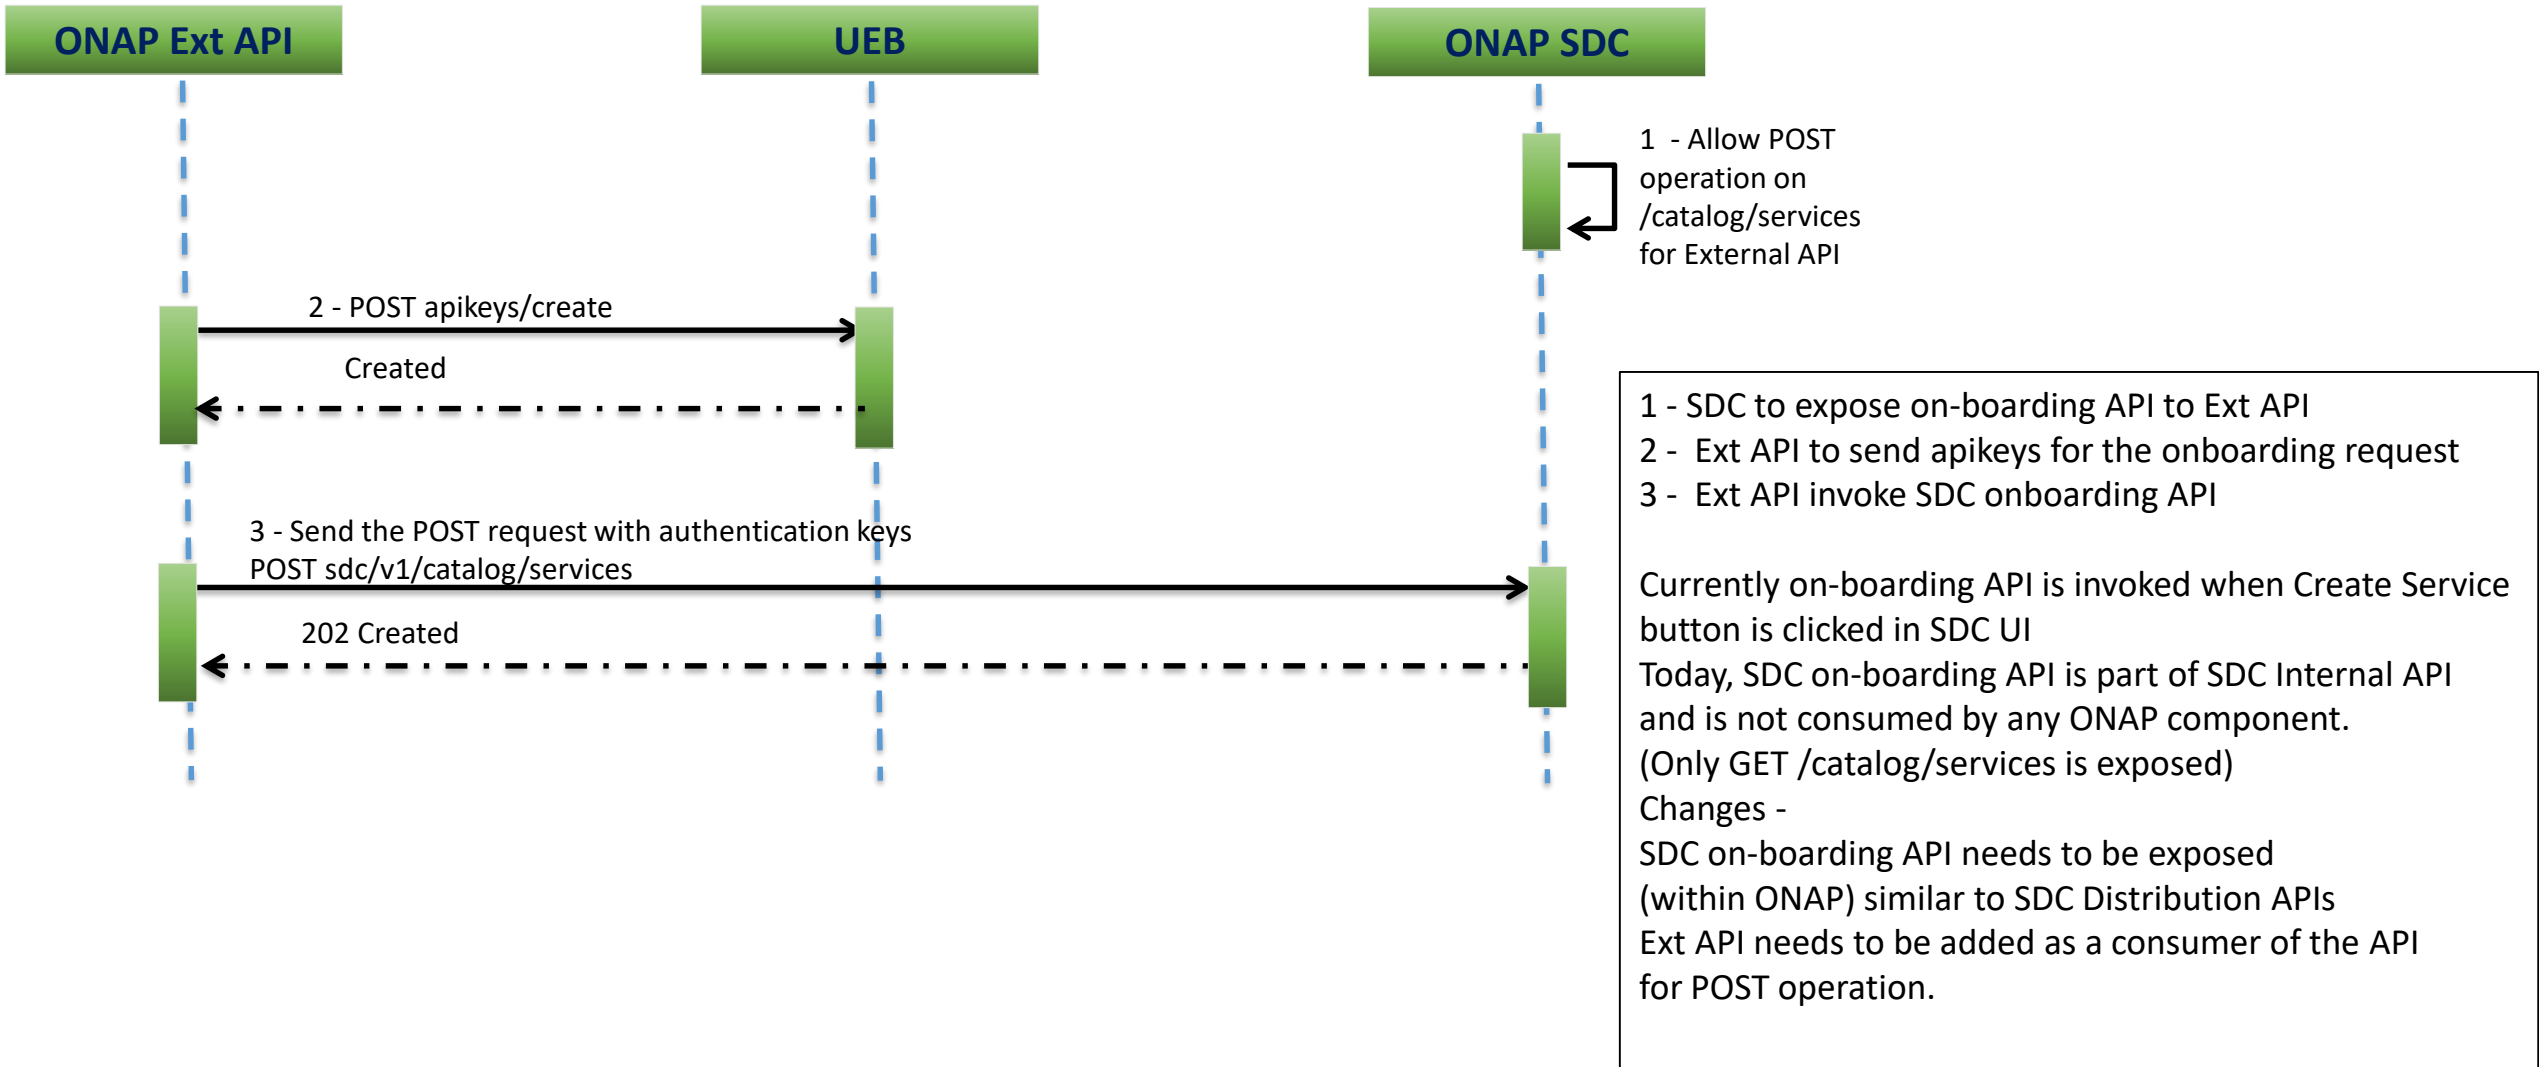 ONAP Ext API
UEB
ONAP SDC
1 - Allow POST
operation on
/catalog/services
for External API
2 - POST apikeys/create
Created
3 - Send the POST request with authentication keys
POST sdc/v1/catalog/services
202 Created
1 - SDC to expose on-boarding API to Ext API
2 - Ext API to send apikeys for the onboarding request
3 - Ext API invoke SDC onboarding API
Currently on-boarding API is invoked when Create Service
button is clicked in SDC UI
Today, SDC on-boarding API is part of SDC Internal API
and is not consumed by any ONAP component.
(Only GET /catalog/services is exposed)
Changes -
SDC on-boarding API needs to be exposed
(within ONAP) similar to SDC Distribution APIs
Ext API needs to be added as a consumer of the API
for POST operation.